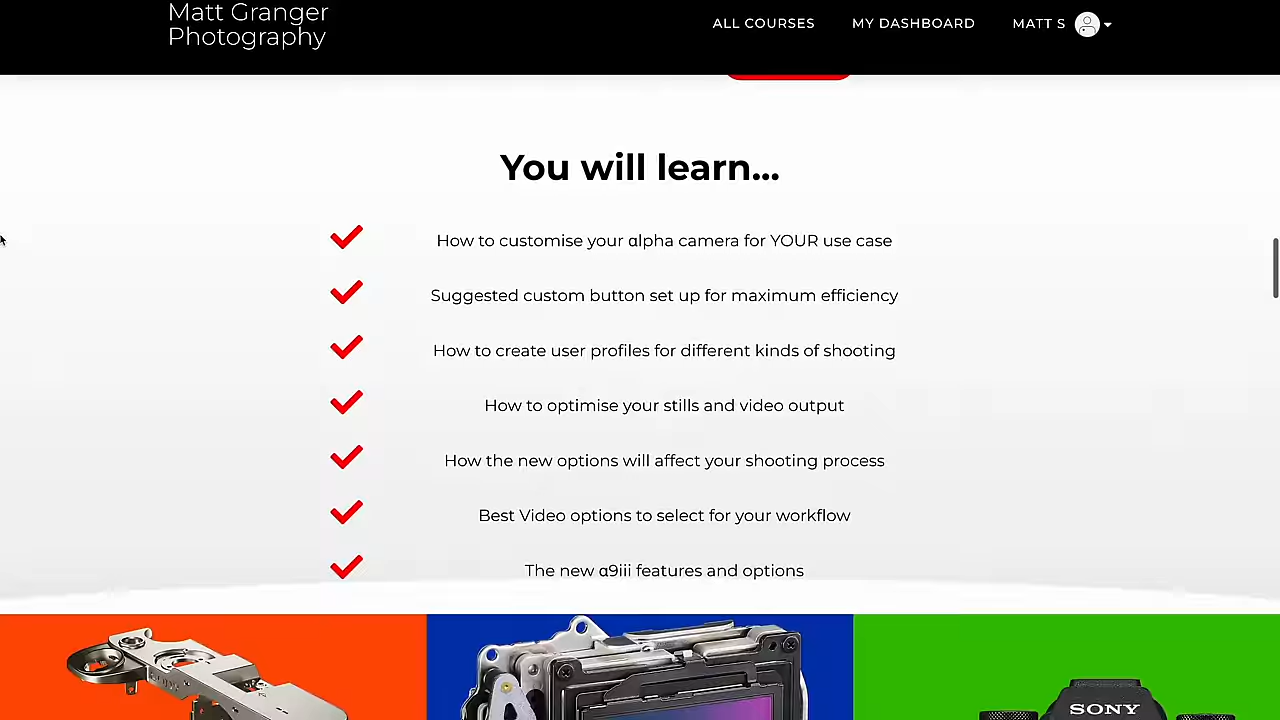 Matt Granger
Photography
ALL COURSES
MY DASHBOARD
MATT S
You will learn...
How to customise your αlpha camera for YOUR use case
Suggested custom button set up for maximum efficiency
How to create user profiles for different kinds of shooting
How to optimise your stills and video output
How the new options will affect your shooting process
Best Video options to select for your workflow
The new α9iii features and options
SONY